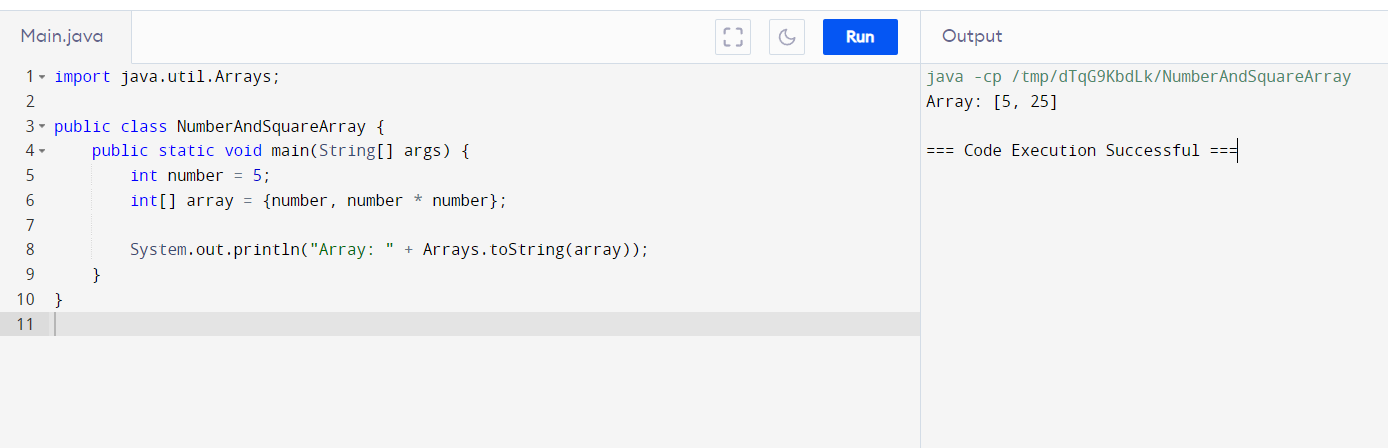 Main.java
Run
Output
1 import java.util.Arrays;
2
3 public class NumberAndSquareArray {
4     public static void main(String[] args) {
5         int number = 5;
6         int[] array = {number, number * number};
7
8         System.out.println("Array: " + Arrays.toString(array));
9     }
10 }
11
java -cp /tmp/dTqG9KbdLk/NumberAndSquareArray
Array: [5, 25]
=== Code Execution Successful ===